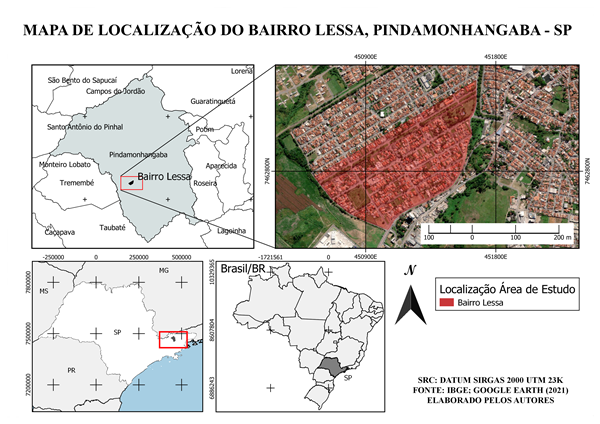 MAPA DE LOCALIZAÇÃO DO BAIRRO LESSA, PINDAMONHANGABA - SP
São Bento do Sapucaí
Lorena
Campos do Jordão
Guaratinguetá
Santo Antônio do Pinhal
Potim
Pindamonhangaba
Monteiro Lobato
Aparecida
Bairro Lessa
Tremembé
Roseira
Taubaté
Caçapava
Lagoinha
450900E
451800E
7462800N
7462800N
100 0 100 200 m
450900E
451800E
-250000 0 250000 500000
7800000
7500000
7200000
MS
MG
SP
PR
-1721561 0
Brasil/BR
10329365
8607804
6886243
SP
N
Localização Área de Estudo
Bairro Lessa
SRC: DATUM SIRGAS 2000 UTM 23K
FONTE: IBGE; GOOGLE EARTH (2021)
ELABORADO PELOS AUTORES